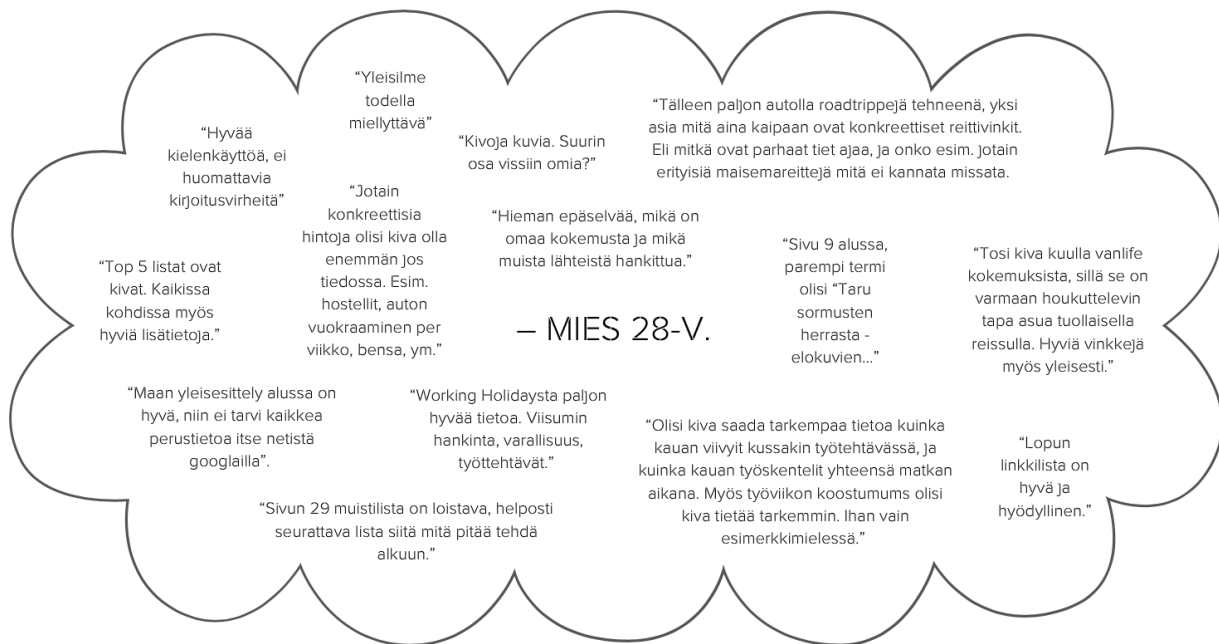 “Yleisilme
todella
miellyttävä”
“Tälleen paljon autolla roadtrippejä tehneenä, yksi
asia mitä aina kaipaan ovat konkreettiset reittivinkit.
Eli mitkä ovat parhaat tiet ajaa, ja onko esim. jotain
erityisiä maisemareittejä mitä ei kannata missata.
“Hyvää
kielenkäyttöä, ei
huomattavia
kirjoitusvirheitä”
“Kivoja kuvia. Suurin
osa vissiin omia?”
“Jotain
konkreettisia
hintoja olisi kiva olla
enemmän jos
tiedossa. Esim.
hostellit, auton
vuokraaminen per
viikko, bensa, ym.”
“Hieman epäselvää, mikä on
omaa kokemusta ja mikä
muista lähteistä hankittua.”
“Sivu 9 alussa,
parempi termi
olisi “Taru
sormusten
herrasta -
elokuvien...”
“Tosi kiva kuulla vanlife
kokemuksista, sillä se on
varmaan houkuttelevin
tapa asua tuollaisella
reissulla. Hyviä vinkkejä
myös yleisesti.”
“Top 5 listat ovat
kivat. Kaikissa
kohdissa myös
hyviä lisätietoja.”
– MIES 28-V.
“Maan yleisesittely alussa on
hyvä, niin ei tarvi kaikkea
perustietoa itse netistä
googlailla”.
“Working Holidaysta paljon
hyvää tietoa. Viisumin
hankinta, varallisuus,
työttehtävät.”
“Olisi kiva saada tarkempaa tietoa kuinka
kauan viivyit kussakin työtehtävässä, ja
kuinka kauan työskentelit yhteensä matkan
aikana. Myös työviikon koostumums olisi
kiva tietää tarkemmin. Ihan vain
esimerkkimielessä.”
“Lopun
linkkilista on
hyvä ja
hyödyllinen.”
“Sivun 29 muistilista on loistava, helposti
seurattava lista siitä mitä pitää tehdä
alkuun.”